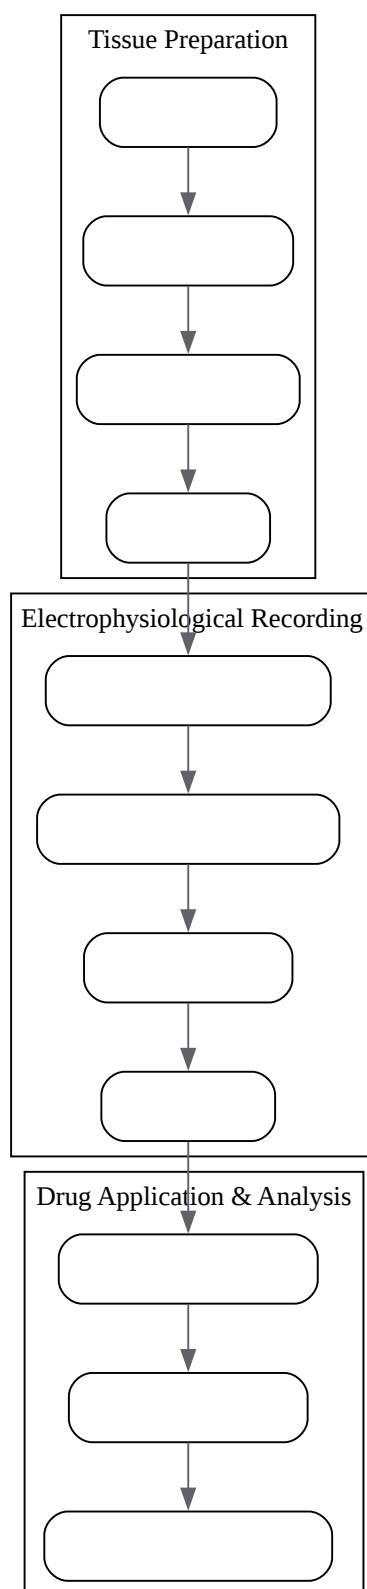 Tissue Preparation
Electrophysiological Recording
Drug Application & Analysis